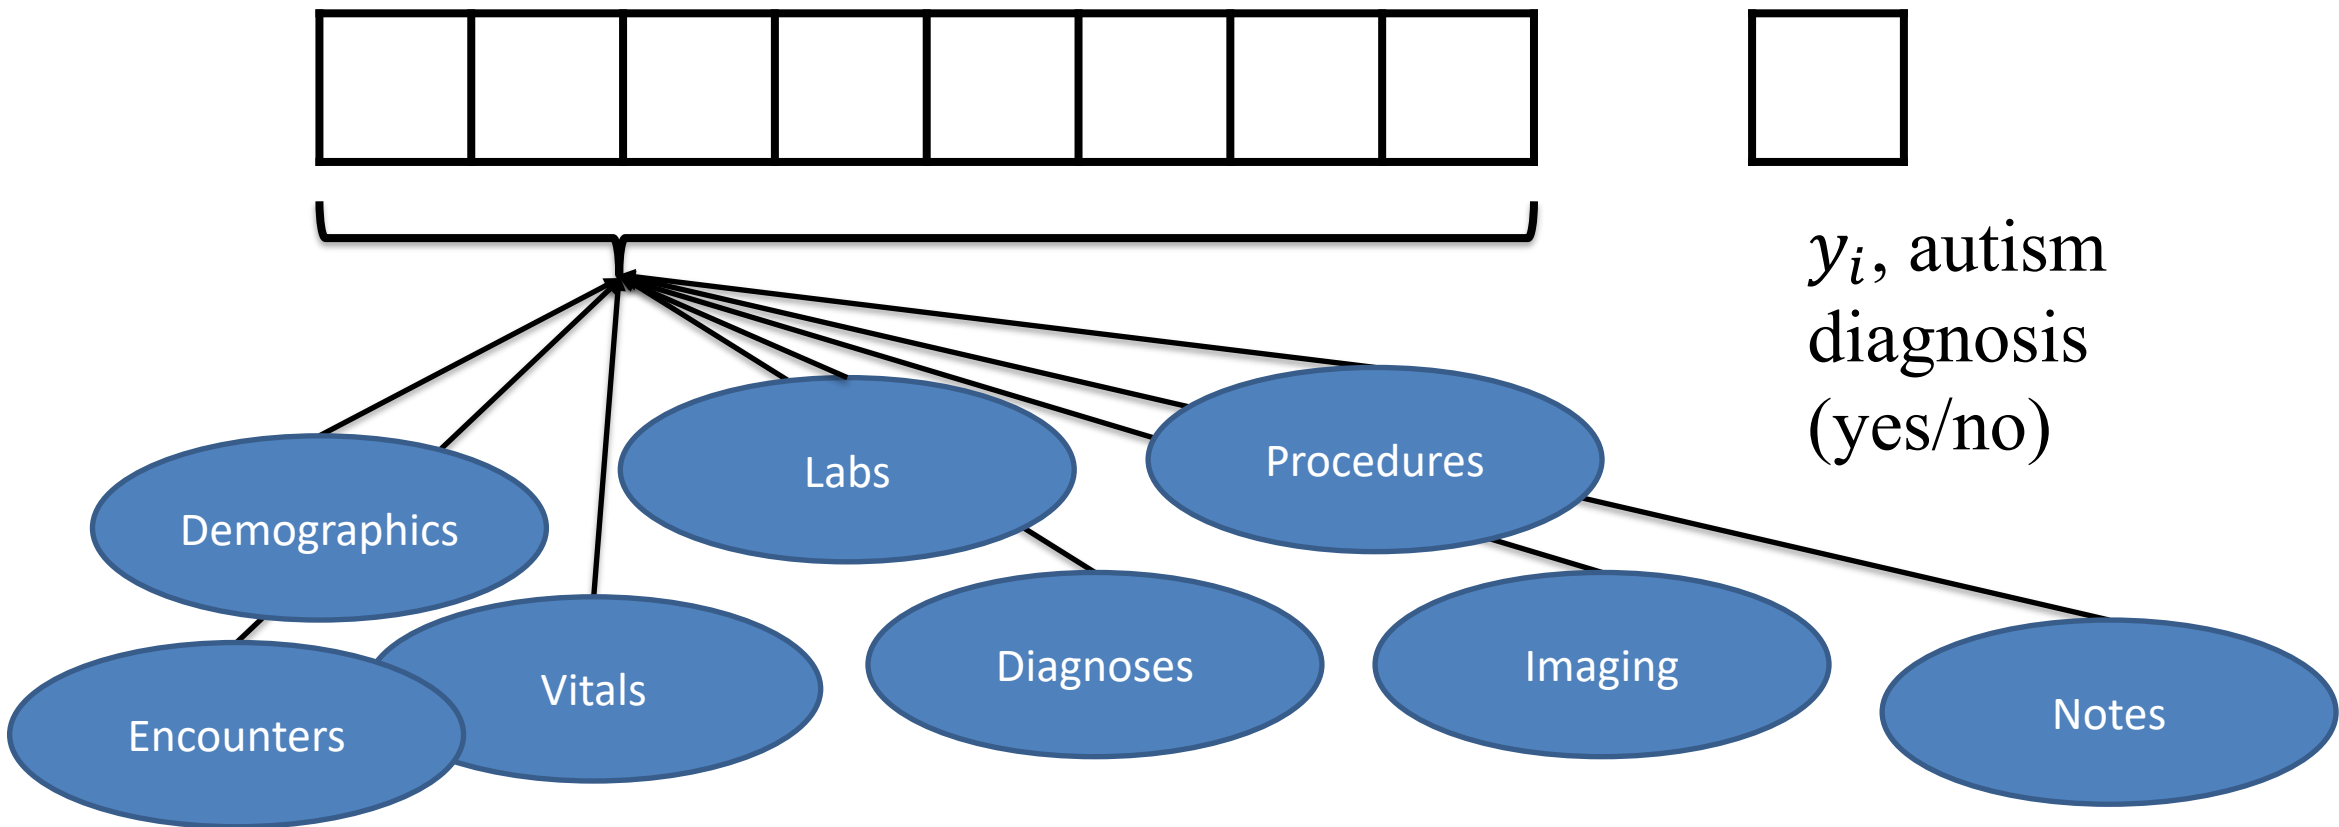 𝑦𝑖, autism
diagnosis
(yes/no)
Labs
Procedures
Demographics
Vitals
Diagnoses
Imaging
Encounters
Notes